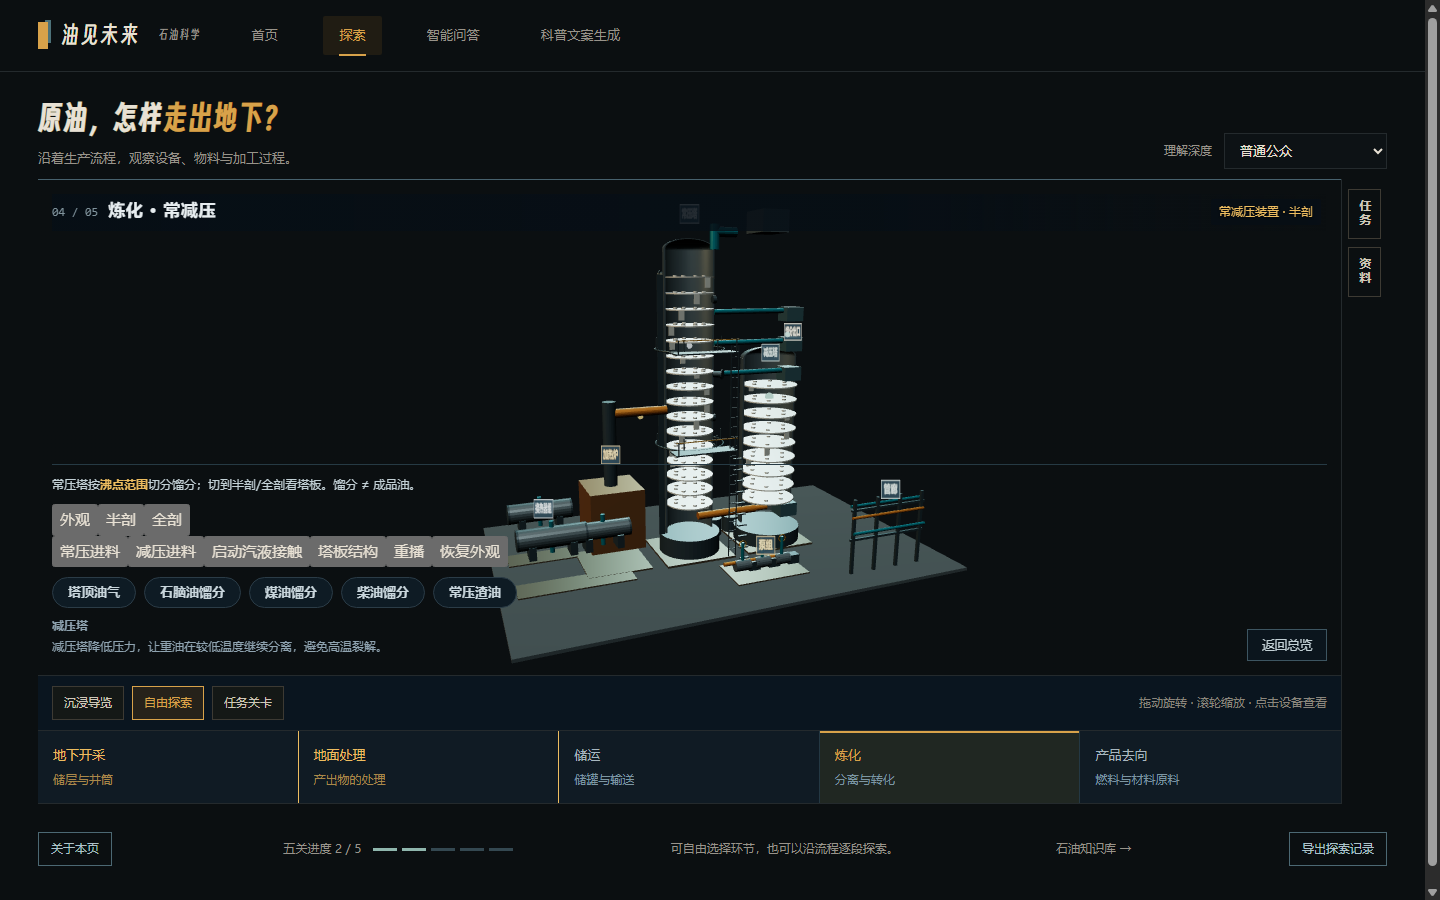 油见未来 石油科学 首页 探索 智能问答 科普文案生成
原油，怎样走出地下？
沿着生产流程，观察设备、物料与加工过程。
理解深度 普通公众
04 / 05 炼化 · 常减压
常减压装置 · 半剖
任务
资料
减压塔
加热炉
常压塔按沸点范围切分馏分；切到半剖/全剖看塔板。馏分 ≠ 成品油。
外观 半剖 全剖
常压进料 减压进料 启动汽液接触 塔板结构 重播 恢复外观
塔顶油气 石脑油馏分 煤油馏分 柴油馏分 常压渣油
减压塔
减压塔降低压力，让重油在较低温度继续分离，避免高温裂解。
返回总览
沉浸导览 自由探索 任务关卡
拖动旋转 · 滚轮缩放 · 点击设备查看
地下开采 地面处理 储运 炼化 产品去向
储层与井筒 产出物的处理 储罐与输送 分离与转化 燃料与材料原料
关于本页 五关进度 2 / 5 可自由选择环节，也可以沿流程逐段探索。 石油知识库 → 导出探索记录